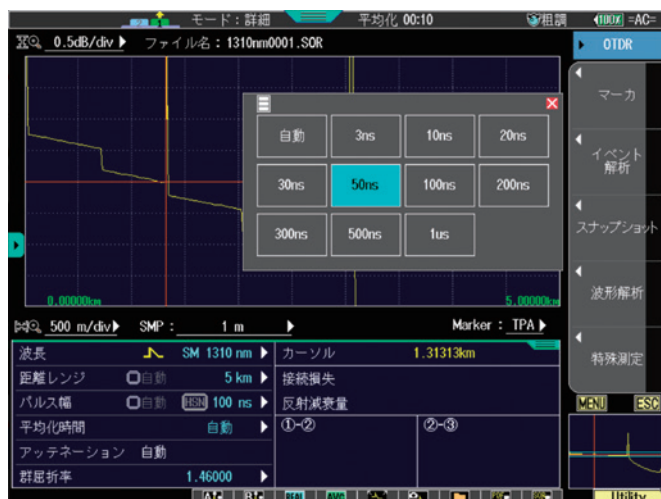 モード：詳細 平均化 00:10 粗調 100% =AC=
0.5dB/div ファイル名：1310nm0001.SOR OTDR
自動 3ns 10ns 20ns
30ns 50ns 100ns 200ns
300ns 500ns 1us
マーカ
イベント
解析
スナップショット
波形解析
特殊測定
0.00000km 5.00000km
500 m/div SMP： 1 m Marker： TPA
波長 SM 1310 nm カーソル 1.31313km
距離レンジ 自動 5 km 接続損失
パルス幅 自動 HSN 100 ns 反射減衰量
MENU ESC
平均化時間 自動 ①-② ②-③
アッテネーション 自動
群屈折率 1.46000
Utility